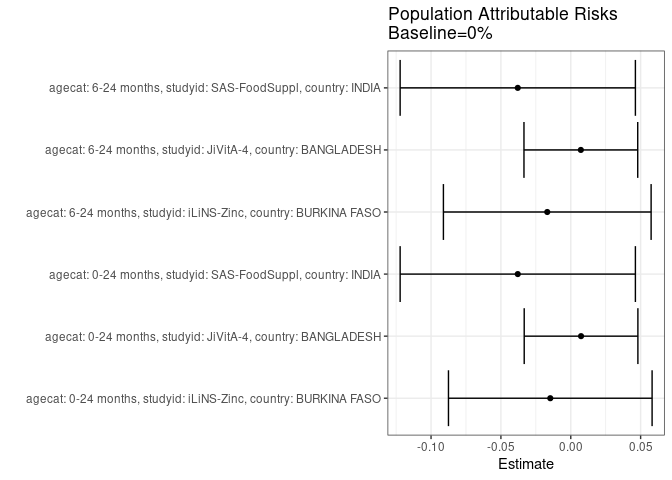 Population Attributable Risks
Baseline=0%
agecat: 6-24 months, studyid: SAS-FoodSuppl, country: INDIA
agecat: 6-24 months, studyid: JiVitA-4, country: BANGLADESH
agecat: 6-24 months, studyid: iLiNS-Zinc, country: BURKINA FASO
agecat: 0-24 months, studyid: SAS-FoodSuppl, country: INDIA
agecat: 0-24 months, studyid: JiVitA-4, country: BANGLADESH
agecat: 0-24 months, studyid: iLiNS-Zinc, country: BURKINA FASO
-0.10 -0.05 0.00 0.05
Estimate